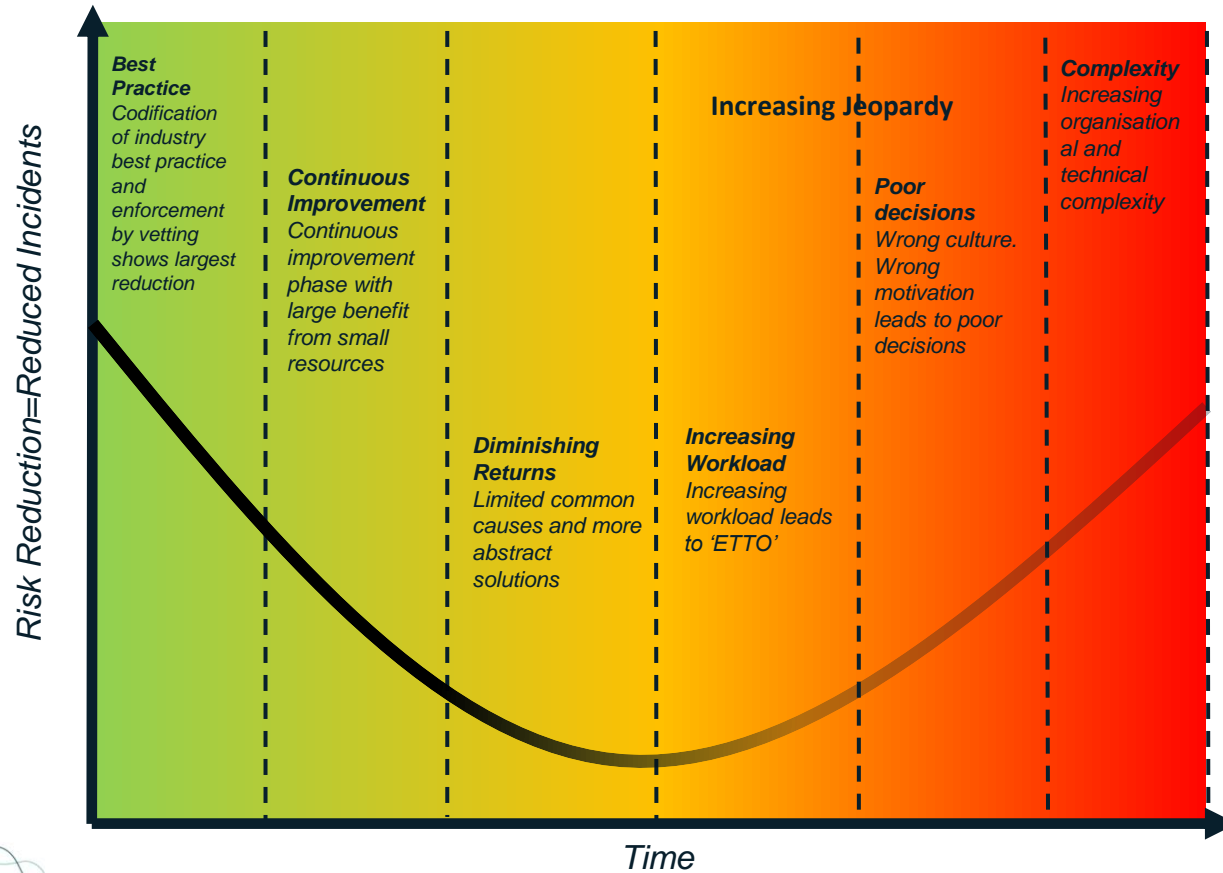 Risk Reduction=Reduced Incidents
Best
Practice
Codification
of industry
best practice
and
enforcement
by vetting
shows largest
reduction
Continuous
Improvement
Continuous
improvement
phase with
large benefit
from small
resources
Diminishing
Returns
Limited common
causes and more
abstract
solutions
Increasing Jeopardy
Increasing
Workload
Increasing
workload leads
to ‘ETTO’
Poor
decisions
Wrong culture.
Wrong
motivation
leads to poor
decisions
Complexity
Increasing
organisation
al and
technical
complexity
Time